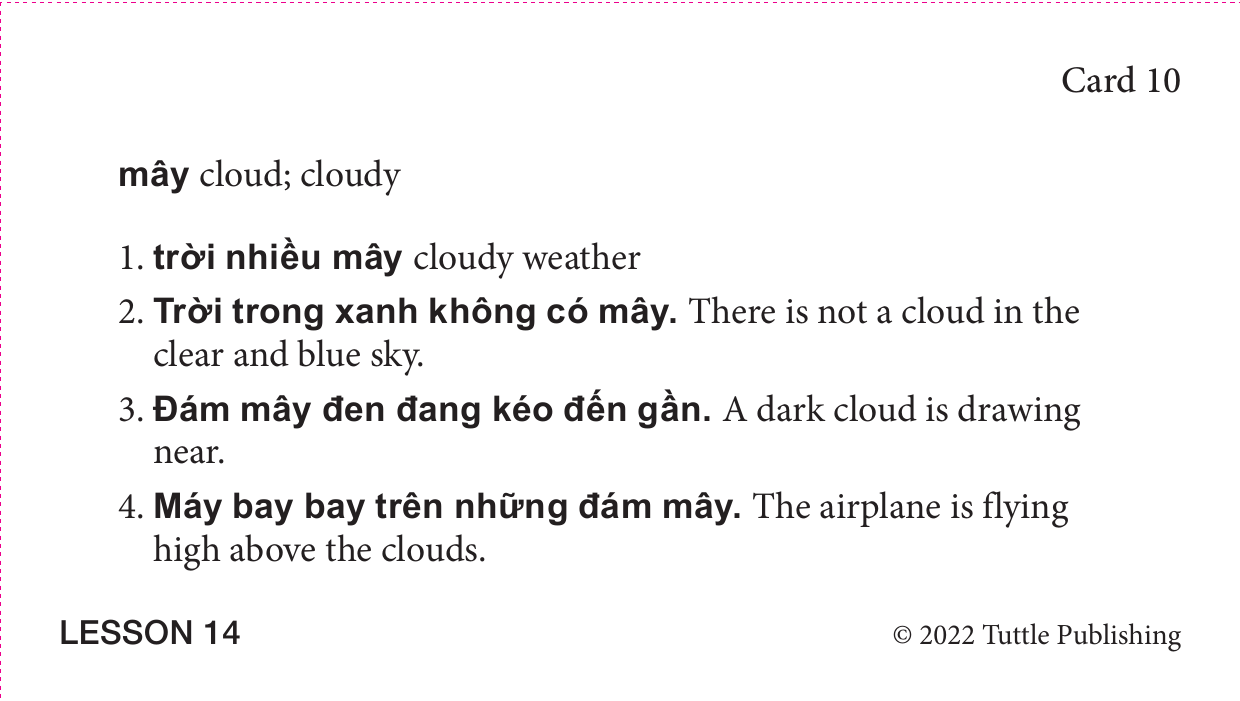 Card 10
mây cloud; cloudy
1. trời nhiều mây cloudy weather
2. Trời trong xanh không có mây. There is not a cloud in the
clear and blue sky.
3. Đám mây đen đang kéo đến gần. A dark cloud is drawing
near.
4. Máy bay bay trên những đám mây. The airplane is flying
high above the clouds.
LESSON 14
© 2022 Tuttle Publishing